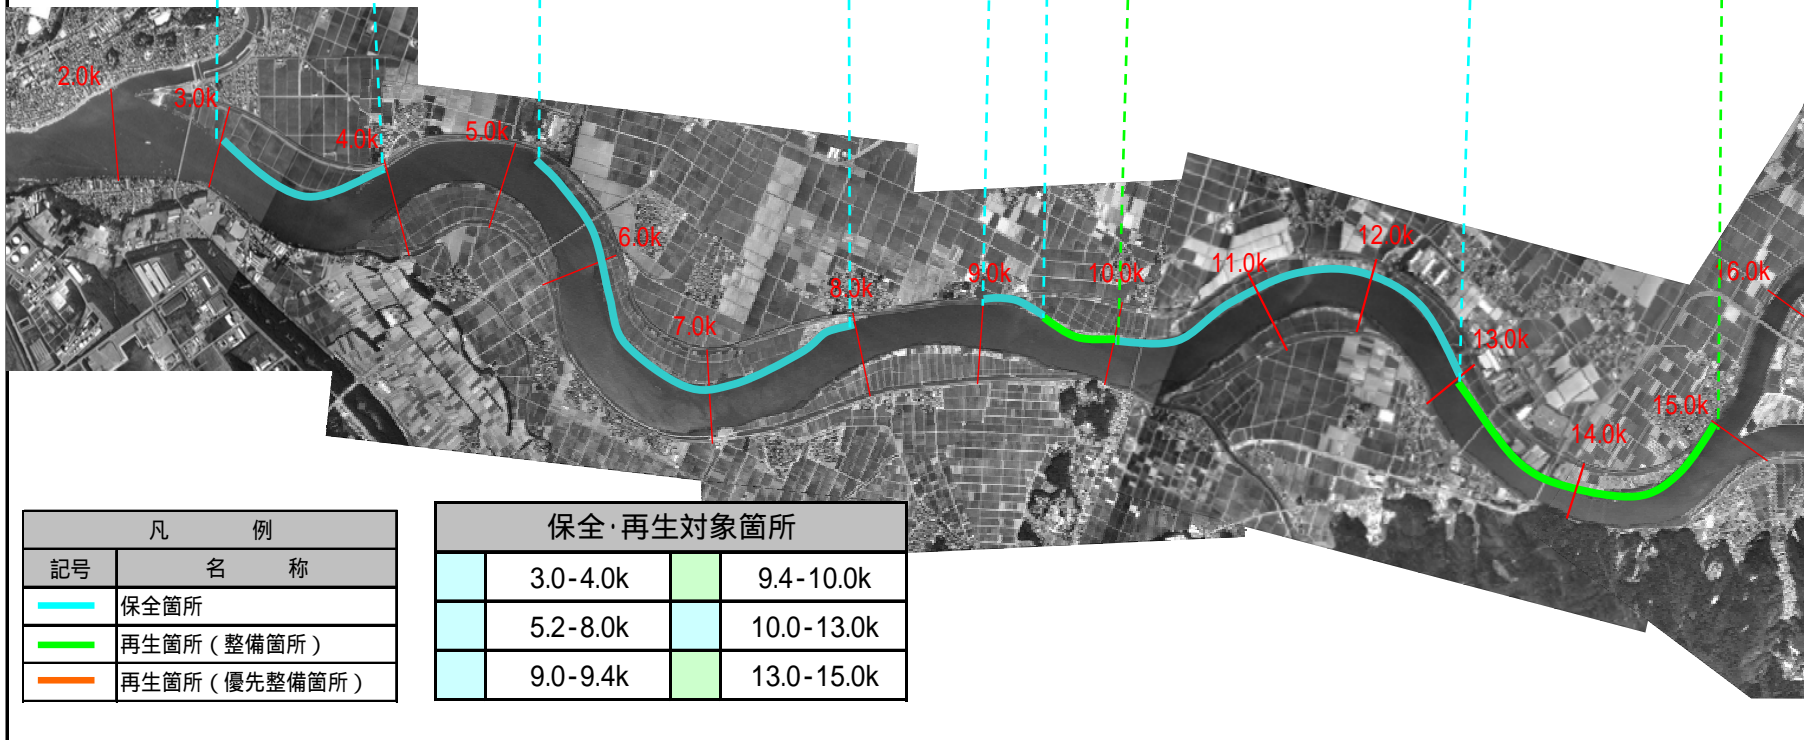 2.0k
3.0k
4.0k
5.0k
6.0k
7.0k
8.0k
9.0k
10.0k
11.0k
12.0k
13.0k
14.0k
15.0k
6.0k
凡 例
記号 名 称
保全箇所
再生箇所（整備箇所）
再生箇所（優先整備箇所）
保全･再生対象箇所
3.0-4.0k 9.4-10.0k
5.2-8.0k 10.0-13.0k
9.0-9.4k 13.0-15.0k